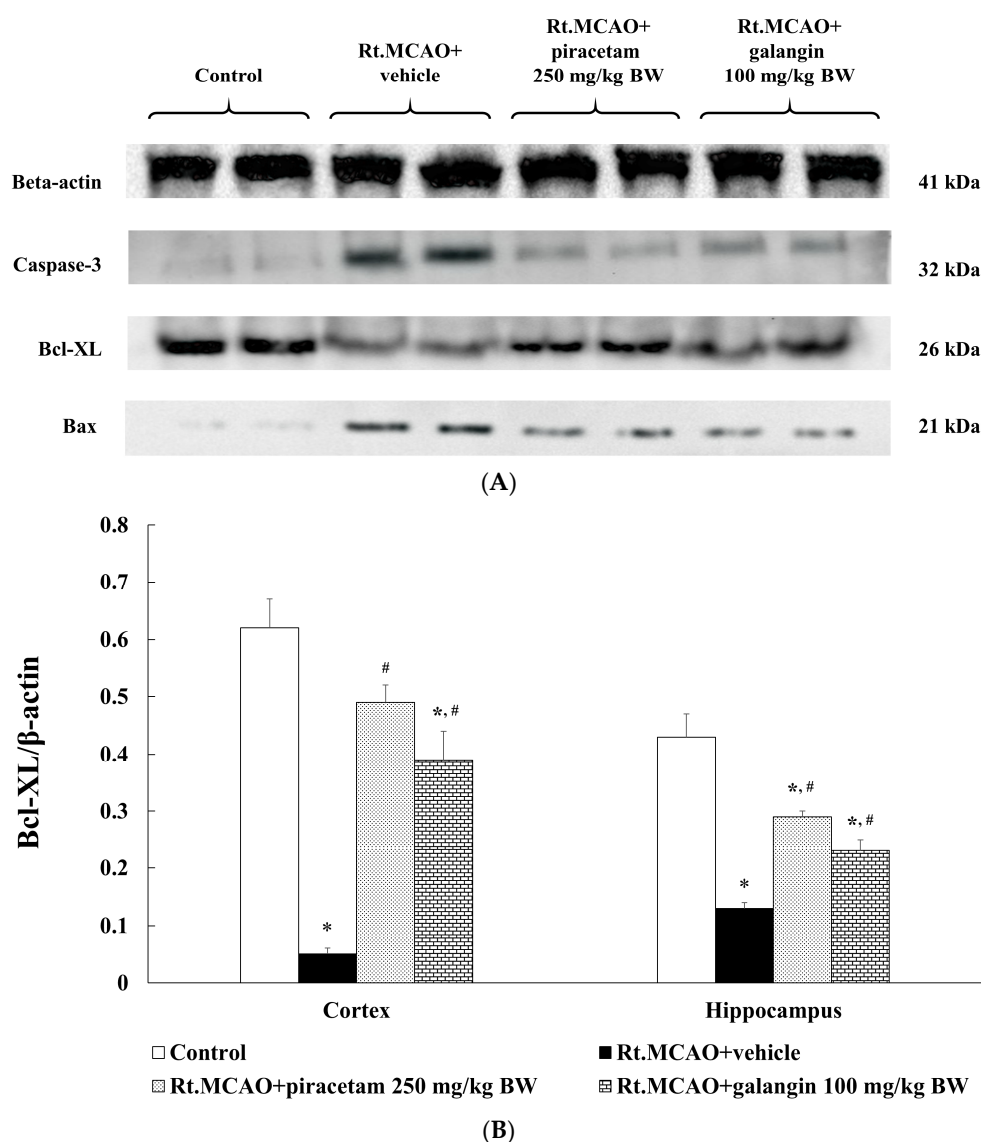 Control
Rt.MCAO+
vehicle
Rt.MCAO+
piracetam
250 mg/kg BW
Rt.MCAO+
galangin
100 mg/kg BW
Beta-actin
41 kDa
Caspase-3
32 kDa
Bcl-XL
26 kDa
Bax
21 kDa
(A)
Bcl-XL/β-actin
0.8
0.7
0.6
0.5
0.4
0.3
0.2
0.1
0
*
#
*, #
*
*, #
*, #
Cortex
Hippocampus
Control
Rt.MCAO+vehicle
Rt.MCAO+piracetam 250 mg/kg BW
Rt.MCAO+galangin 100 mg/kg BW
(B)